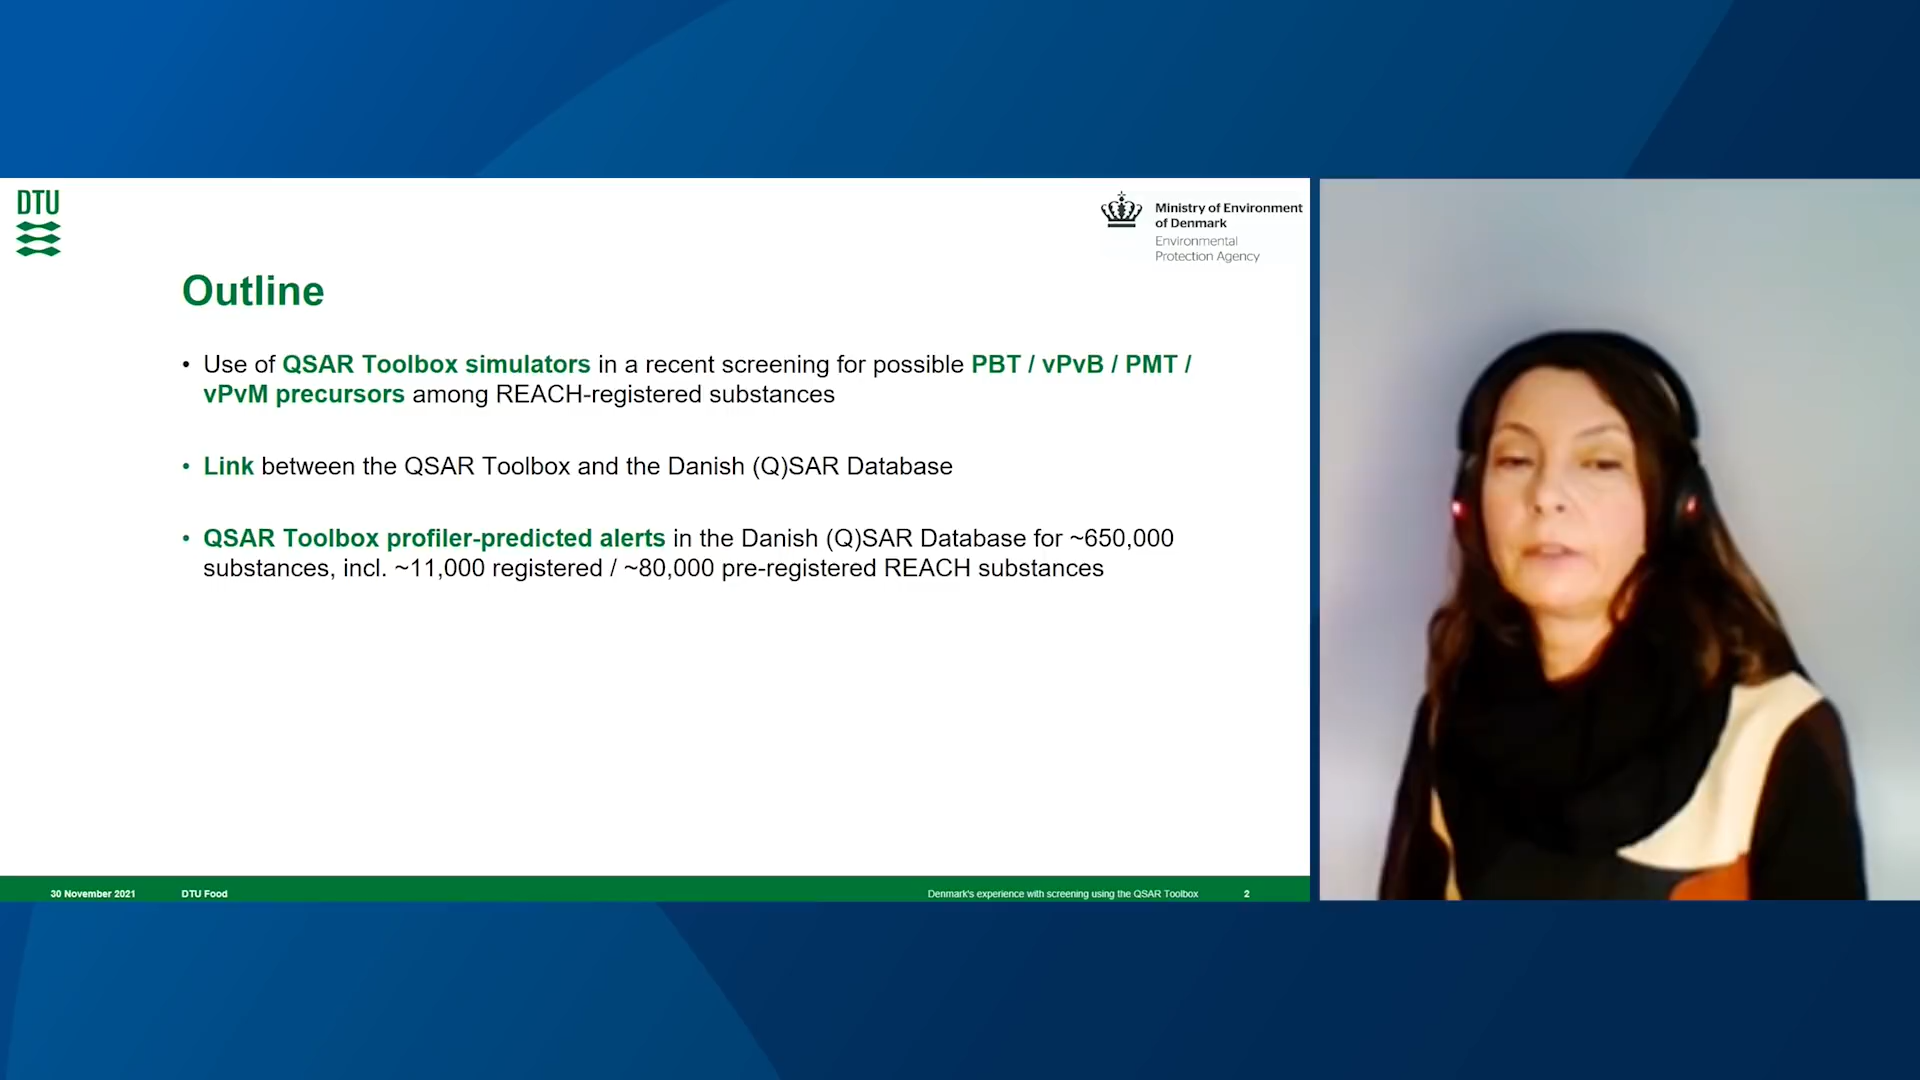 DTU
Ministry of Environment
of Denmark
Environmental
Protection Agency
Outline
• Use of QSAR Toolbox simulators in a recent screening for possible PBT / vPvB / PMT /
vPvM precursors among REACH-registered substances
• Link between the QSAR Toolbox and the Danish (Q)SAR Database
• QSAR Toolbox profiler-predicted alerts in the Danish (Q)SAR Database for ~650,000
substances, incl. ~11,000 registered / ~80,000 pre-registered REACH substances
30 November 2021 DTU Food Denmark's experience with screening using the QSAR Toolbox 2